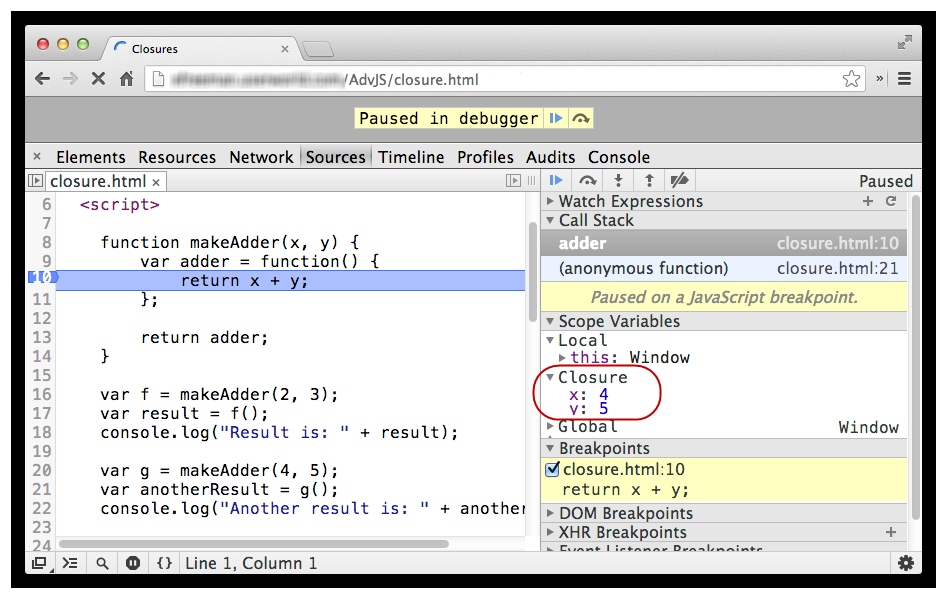 Closures
/AdvJS/closure.html
Paused in debugger
Elements Resources Network Sources Timeline Profiles Audits Console
closure.html
Paused
6 <script>
7
8 function makeAdder(x, y) {
9 var adder = function() {
10 return x + y;
11 };
12
13 return adder;
14 }
15
16 var f = makeAdder(2, 3);
17 var result = f();
18 console.log("Result is: " + result);
19
20 var g = makeAdder(4, 5);
21 var anotherResult = g();
22 console.log("Another result is: " + another
23
24
Watch Expressions
Call Stack
adder closure.html:10
(anonymous function) closure.html:21
Paused on a JavaScript breakpoint.
Scope Variables
Local
this: Window
Closure
x: 4
y: 5
Global Window
Breakpoints
closure.html:10
return x + y;
DOM Breakpoints
XHR Breakpoints
Event Listener Breakpoints
Line 1, Column 1